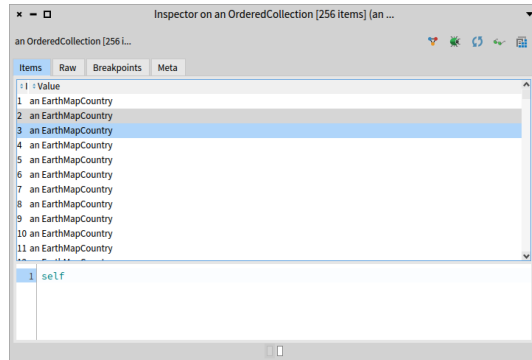 Inspector on an OrderedCollection [256 items] (an ...
an OrderedCollection [256 i...
Items Raw Breakpoints Meta
I Value
1 an EarthMapCountry
2 an EarthMapCountry
3 an EarthMapCountry
4 an EarthMapCountry
5 an EarthMapCountry
6 an EarthMapCountry
7 an EarthMapCountry
8 an EarthMapCountry
9 an EarthMapCountry
10 an EarthMapCountry
11 an EarthMapCountry
1 self